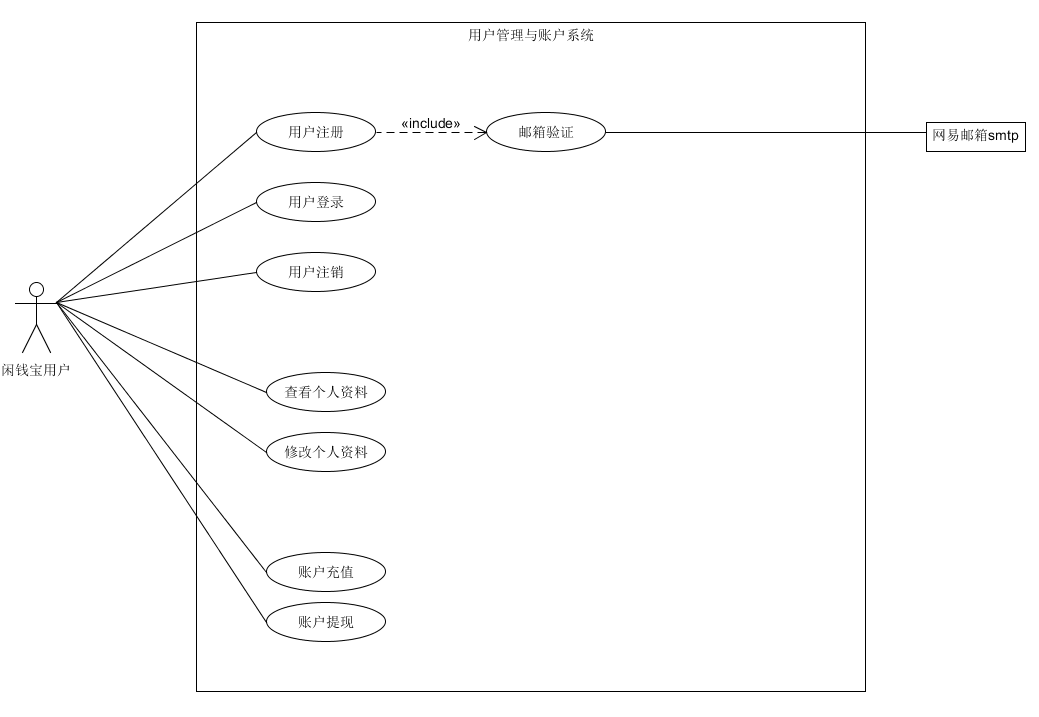 用户管理与账户系统
用户注册
«include»
邮箱验证
网易邮箱smtp
用户登录
用户注销
闲钱宝用户
查看个人资料
修改个人资料
账户充值
账户提现